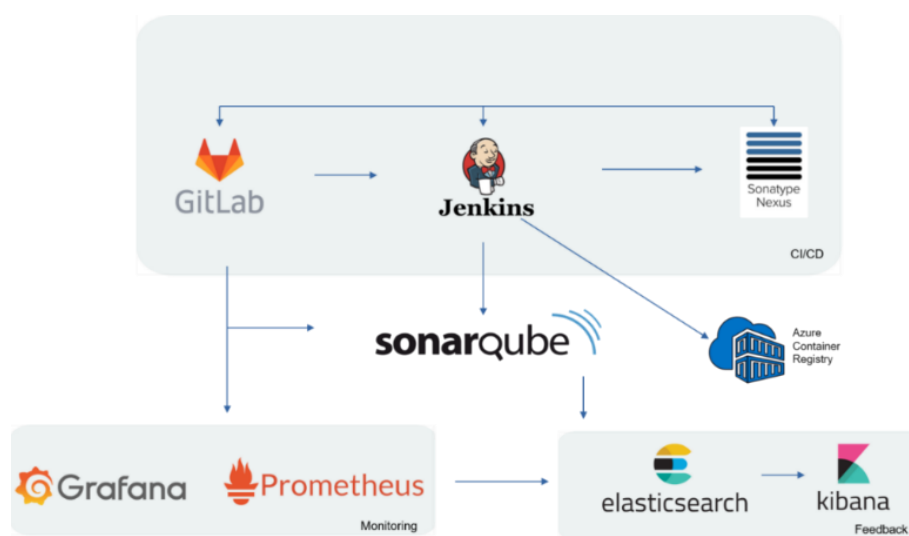 GitLab
Jenkins
Sonatype
Nexus
CI/CD
sonarqube
Azure
Container
Registry
Grafana
Prometheus
Monitoring
elasticsearch
kibana
Feedback